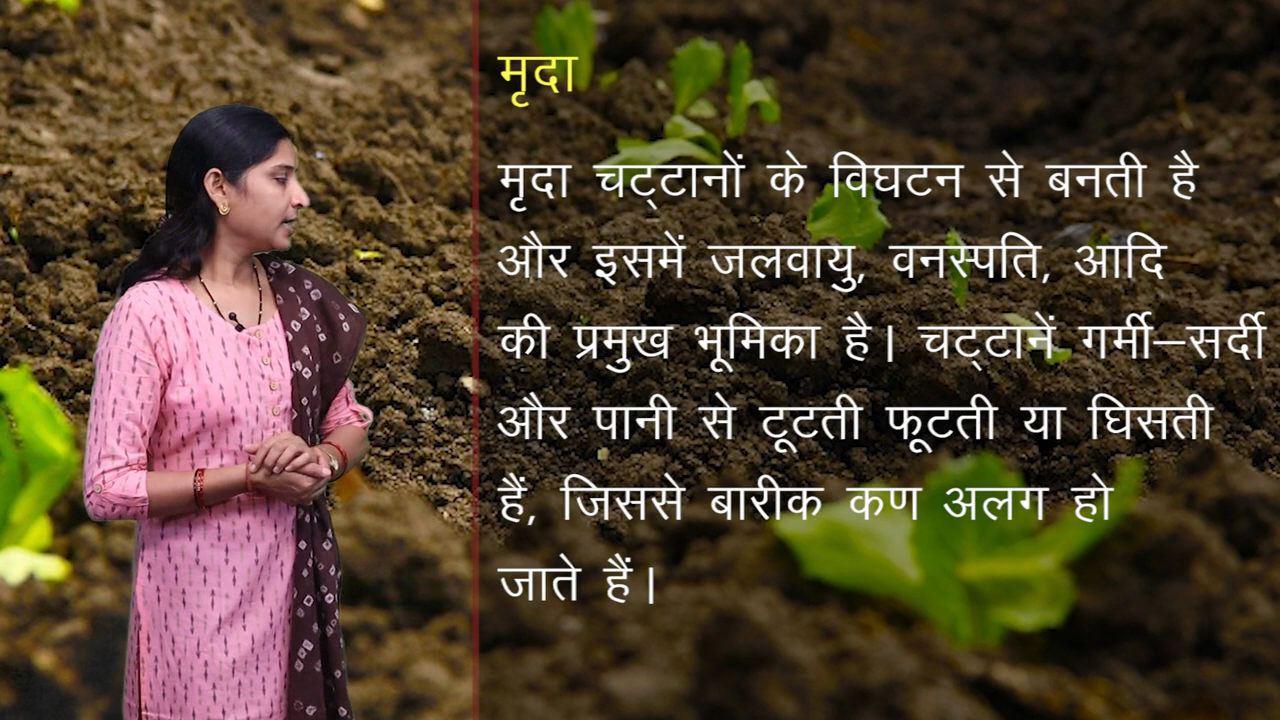 मृदा
मृदा चट्टानों के विघटन से बनती है
और इसमें जलवायु, वनस्पति, आदि
की प्रमुख भूमिका है। चट्टानें गर्मी–सर्दी
और पानी से टूटती फूटती या घिसती
हैं, जिससे बारीक कण अलग हो
जाते हैं।